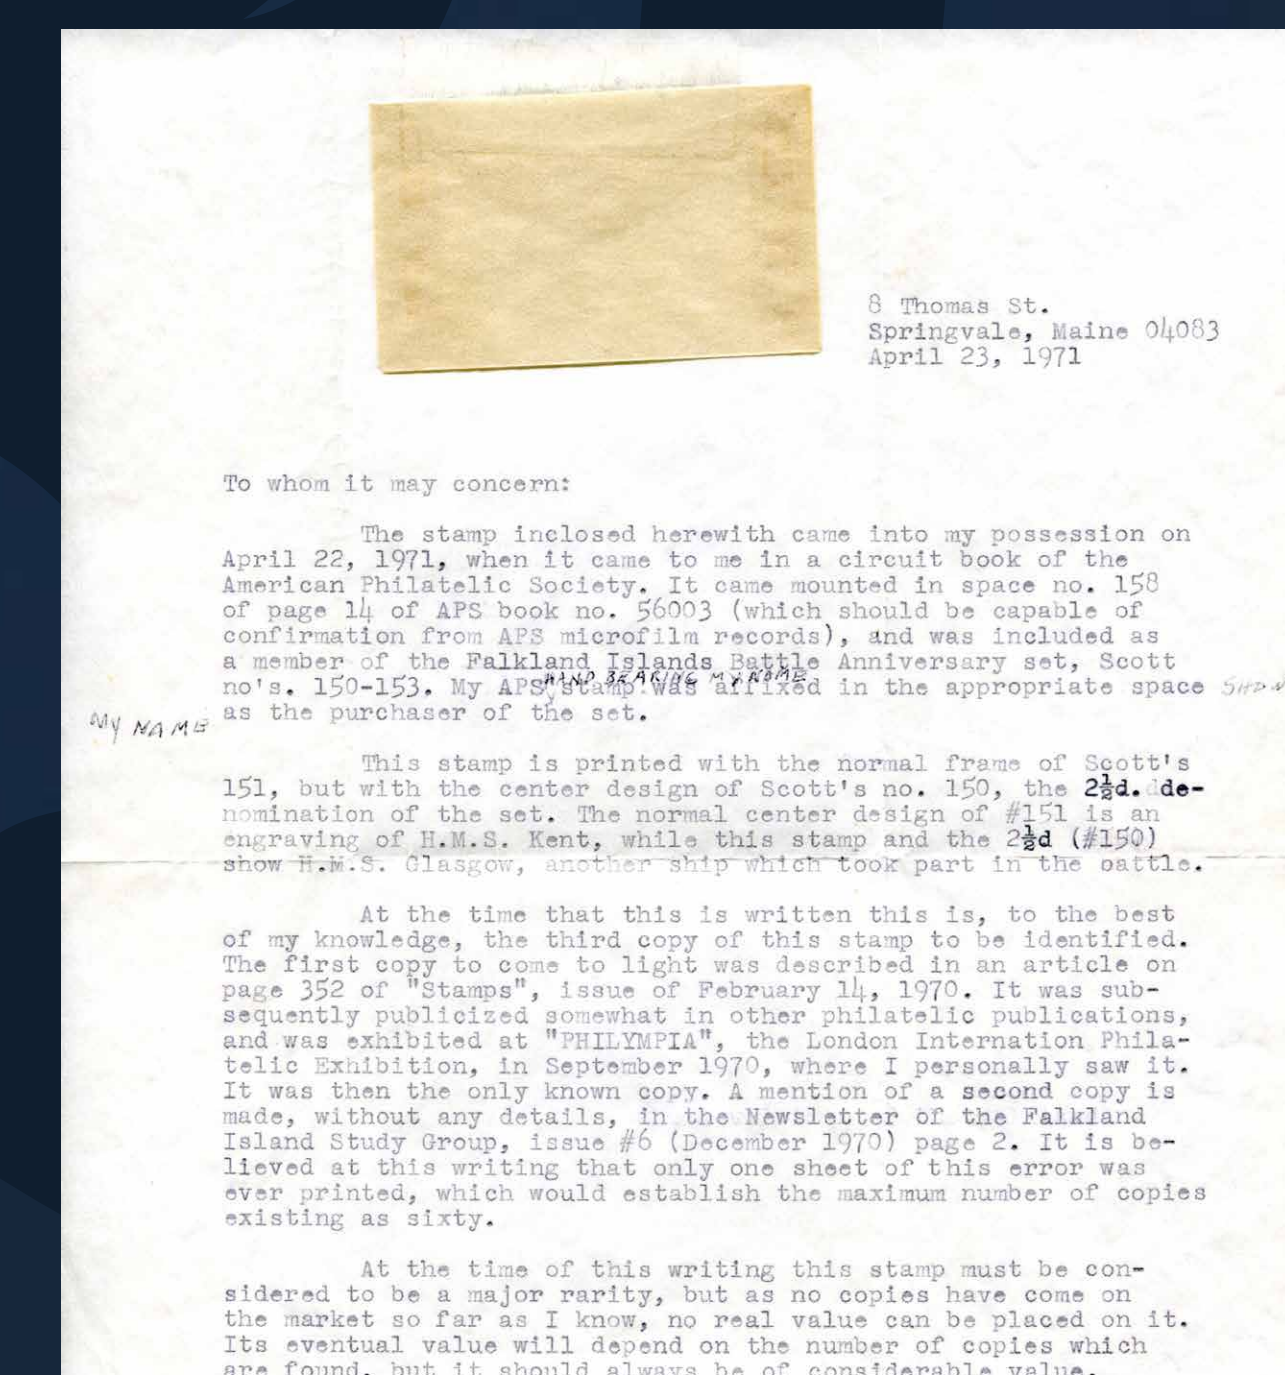 8 Thomas St.
Springvale, Maine 04083
April 23, 1971
To whom it may concern:
The stamp inclosed herewith came into my possession on
April 22, 1971, when it came to me in a circuit book of the
American Philatelic Society. It came mounted in space no. 158
of page 14 of APS book no. 56003 (which should be capable of
confirmation from APS microfilm records), and was included as
a member of the Falkland Islands Battle Anniversary set, Scott
HAND BEARING MY NAME
no's. 150-153. My APS stamp was affixed in the appropriate space
MY NAME as the purchaser of the set.
This stamp is printed with the normal frame of Scott's
151, but with the center design of Scott's no. 150, the 2½d. de-
nomination of the set. The normal center design of #151 is an
engraving of H.M.S. Kent, while this stamp and the 2½d (#150)
show H.M.S. Glasgow, another ship which took part in the battle.
At the time that this is written this is, to the best
of my knowledge, the third copy of this stamp to be identified.
The first copy to come to light was described in an article on
page 352 of "Stamps", issue of February 14, 1970. It was sub-
sequently publicized somewhat in other philatelic publications,
and was exhibited at "PHILYMPIA", the London Internation Phila-
telic Exhibition, in September 1970, where I personally saw it.
It was then the only known copy. A mention of a second copy is
made, without any details, in the Newsletter of the Falkland
Island Study Group, issue #6 (December 1970) page 2. It is be-
lieved at this writing that only one sheet of this error was
ever printed, which would establish the maximum number of copies
existing as sixty.
At the time of this writing this stamp must be con-
sidered to be a major rarity, but as no copies have come on
the market so far as I know, no real value can be placed on it.
Its eventual value will depend on the number of copies which
are found, but it should always be of considerable value.